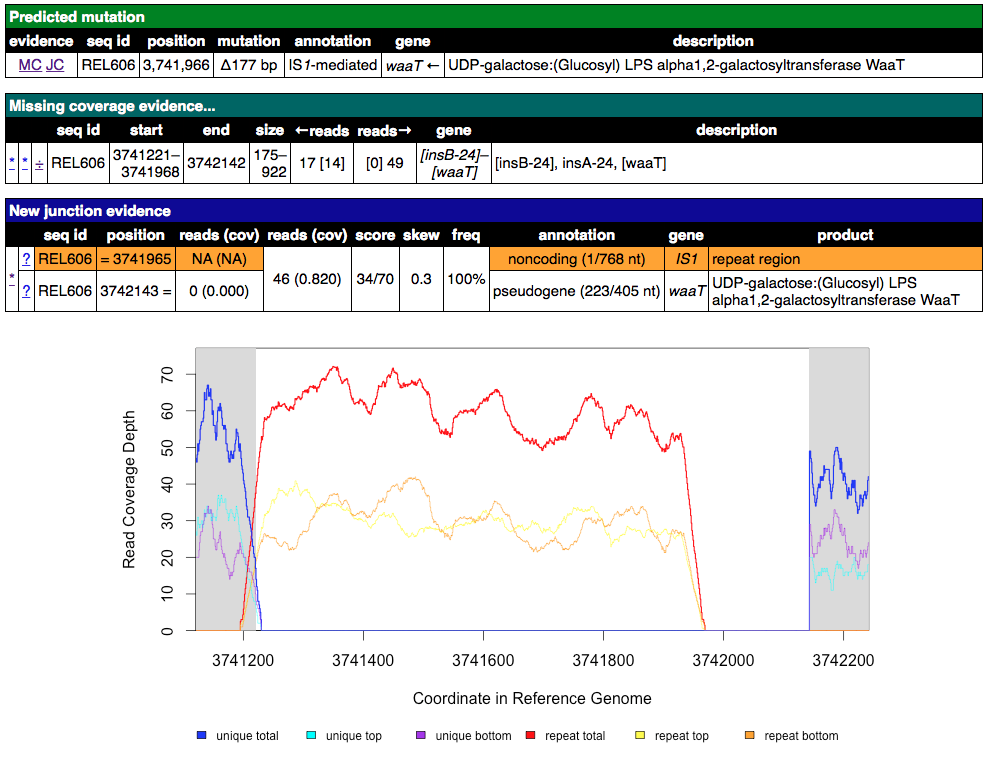 Predicted mutation
evidence seq id position mutation annotation gene description
MC JC REL606 3,741,966 Δ177 bp IS1-mediated waaT ← UDP-galactose:(Glucosyl) LPS alpha1,2-galactosyltransferase WaaT
Missing coverage evidence...
seq id start end size ←reads reads→ gene description
* * ÷ REL606 3741221–3741968 3742142 175–922 17 [14] [0] 49 [insB-24]–[waaT] [insB-24], insA-24, [waaT]
New junction evidence
seq id position reads (cov) reads (cov) score skew freq annotation gene product
* ? REL606 = 3741965 NA (NA) 46 (0.820) 34/70 0.3 100% noncoding (1/768 nt) IS1 repeat region
? REL606 3742143 = 0 (0.000) pseudogene (223/405 nt) waaT UDP-galactose:(Glucosyl) LPS
alpha1,2-galactosyltransferase WaaT
70
60
50
40
30
20
10
0
Read Coverage Depth
3741200 3741400 3741600 3741800 3742000 3742200
Coordinate in Reference Genome
unique total unique top unique bottom repeat total repeat top repeat bottom